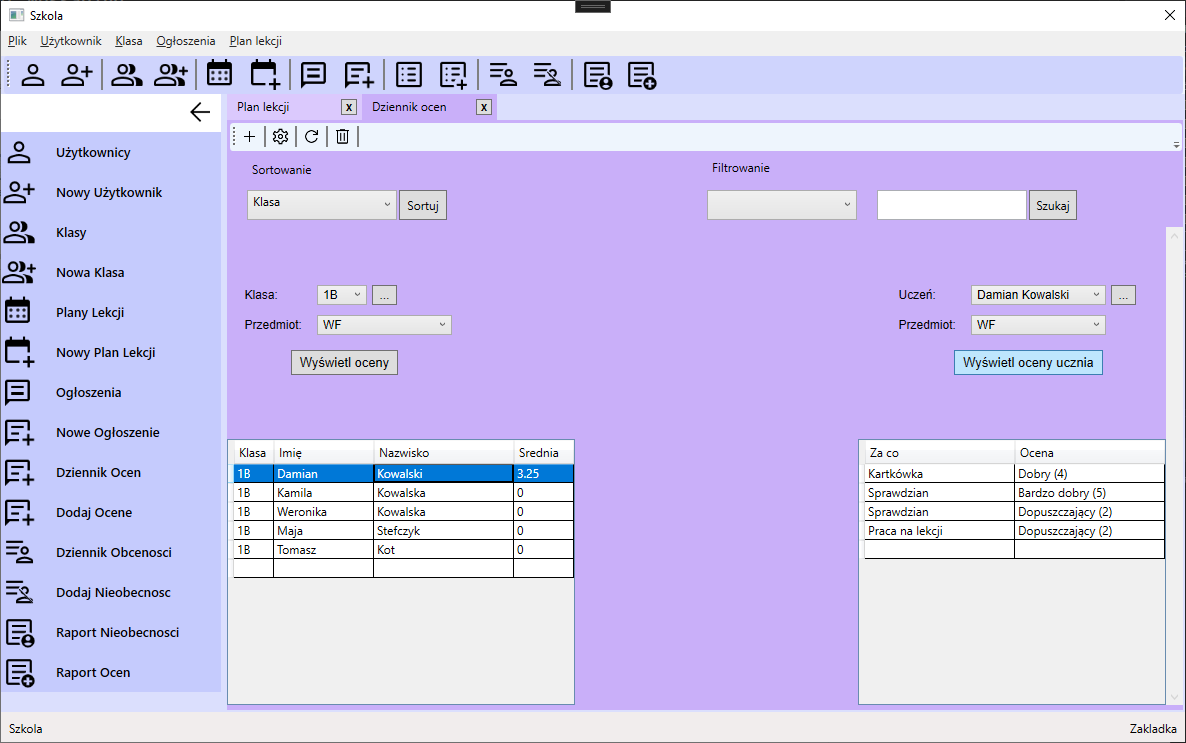 Szkola
Plik Użytkownik Klasa Ogłoszenia Plan lekcji
Plan lekcji x Dziennik ocen x
Użytkownicy
Nowy Użytkownik
Klasy
Nowa Klasa
Plany Lekcji
Nowy Plan Lekcji
Ogłoszenia
Nowe Ogłoszenie
Dziennik Ocen
Dodaj Ocene
Dziennik Obcenosci
Dodaj Nieobecnosc
Raport Nieobecnosci
Raport Ocen
Sortowanie Filtrowanie
Klasa Sortuj Szukaj
Klasa: 1B ... Uczeń: Damian Kowalski ...
Przedmiot: WF Przedmiot: WF
Wyświetl oceny Wyświetl oceny ucznia
Klasa Imię Nazwisko Srednia
1B Damian Kowalski 3.25
1B Kamila Kowalska 0
1B Weronika Kowalska 0
1B Maja Stefczyk 0
1B Tomasz Kot 0
Za co Ocena
Kartkówka Dobry (4)
Sprawdzian Bardzo dobry (5)
Sprawdzian Dopuszczający (2)
Praca na lekcji Dopuszczający (2)
Szkola Zakladka